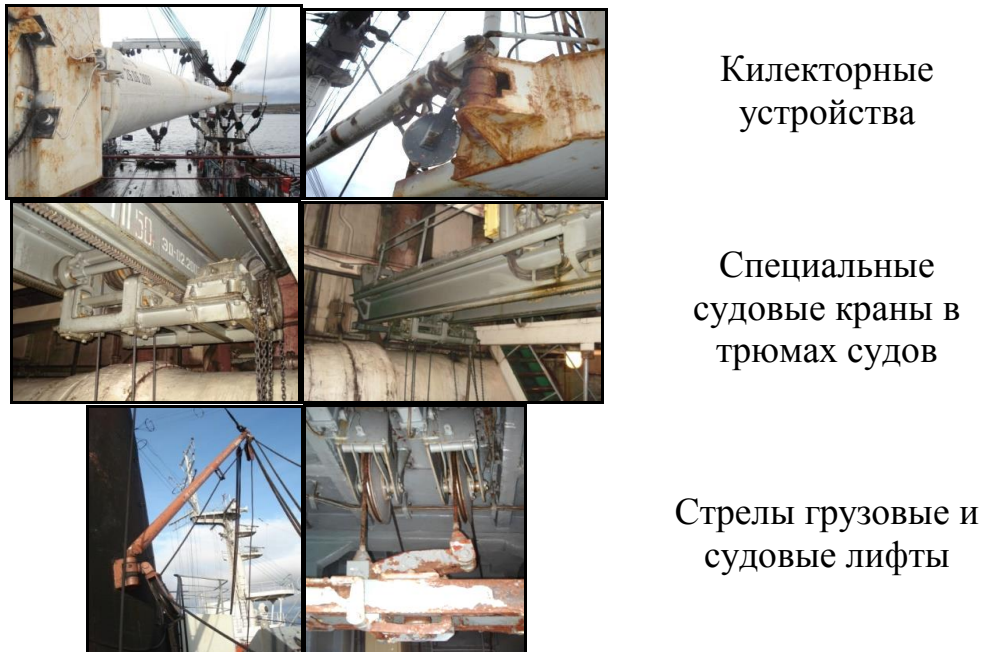 Килекторные
устройства
Специальные
судовые краны в
трюмах судов
Стрелы грузовые и
судовые лифты